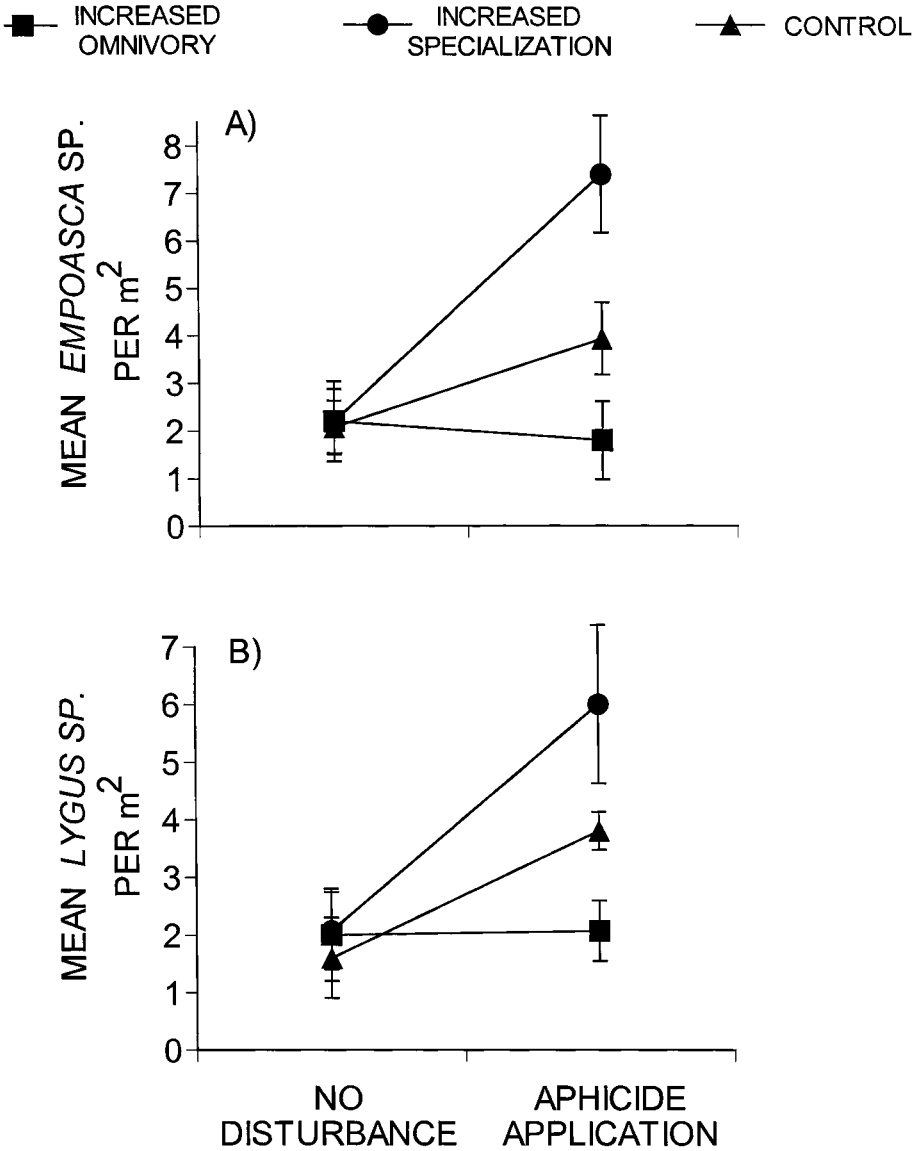 INCREASED OMNIVORY
INCREASED SPECIALIZATION
CONTROL
A)
MEAN EMPOASCA SP.
PER m²
8
7
6
5
4
3
2
1
0
B)
MEAN LYGUS SP.
PER m²
7
6
5
4
3
2
1
0
NO DISTURBANCE
APHICIDE APPLICATION